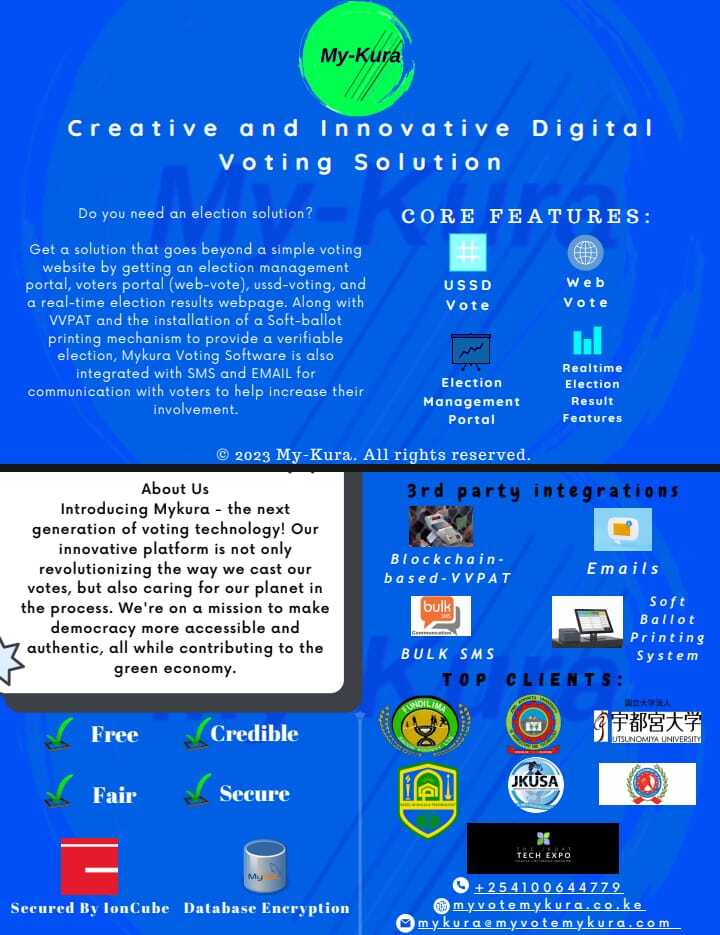 My-Kura
Creative and Innovative Digital
Voting Solution
Do you need an election solution?
Get a solution that goes beyond a simple voting
website by getting an election management
portal, voters portal (web-vote), ussd-voting, and
a real-time election results webpage. Along with
VVPAT and the installation of a Soft-ballot
printing mechanism to provide a verifiable
election, Mykura Voting Software is also
integrated with SMS and EMAIL for
communication with voters to help increase their
involvement.
CORE FEATURES:
#
USSD
Vote
Web
Vote
Election
Management
Portal
Realtime
Election
Result
Features
© 2023 My-Kura. All rights reserved.
About Us
Introducing Mykura - the next
generation of voting technology! Our
innovative platform is not only
revolutionizing the way we cast our
votes, but also caring for our planet in
the process. We're on a mission to make
democracy more accessible and
authentic, all while contributing to the
green economy.
Free
Credible
Fair
Secure
Secured By IonCube
Database Encryption
3rd party integrations
Blockchain-
based-VVPAT
Emails
bulk
SMS
Communication
BULK SMS
Soft
Ballot
Printing
System
TOP CLIENTS:
FUNDILIMA
国立大学法人
宇都宮大学
UTSUNOMIYA UNIVERSITY
JKUSA
THE JKUAT
TECH EXPO
+254100644779
myvotemykura.co.ke
mykura@myvotemykura.com